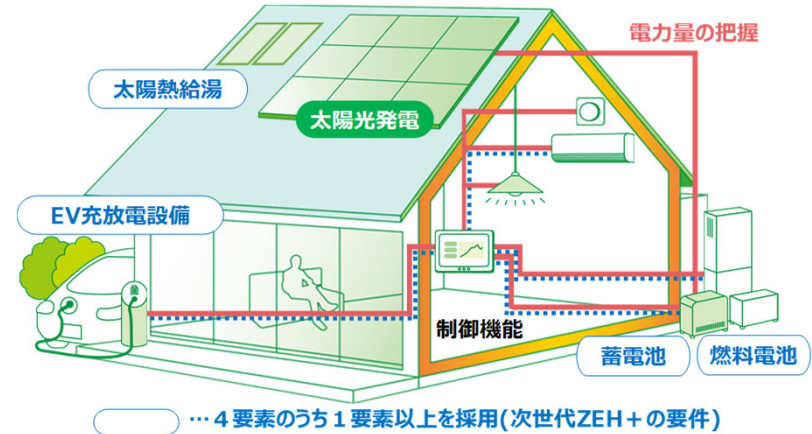 電力量の把握
太陽熱給湯
太陽光発電
EV充放電設備
制御機能
蓄電池
燃料電池
…4要素のうち1要素以上を採用(次世代ZEH+の要件)